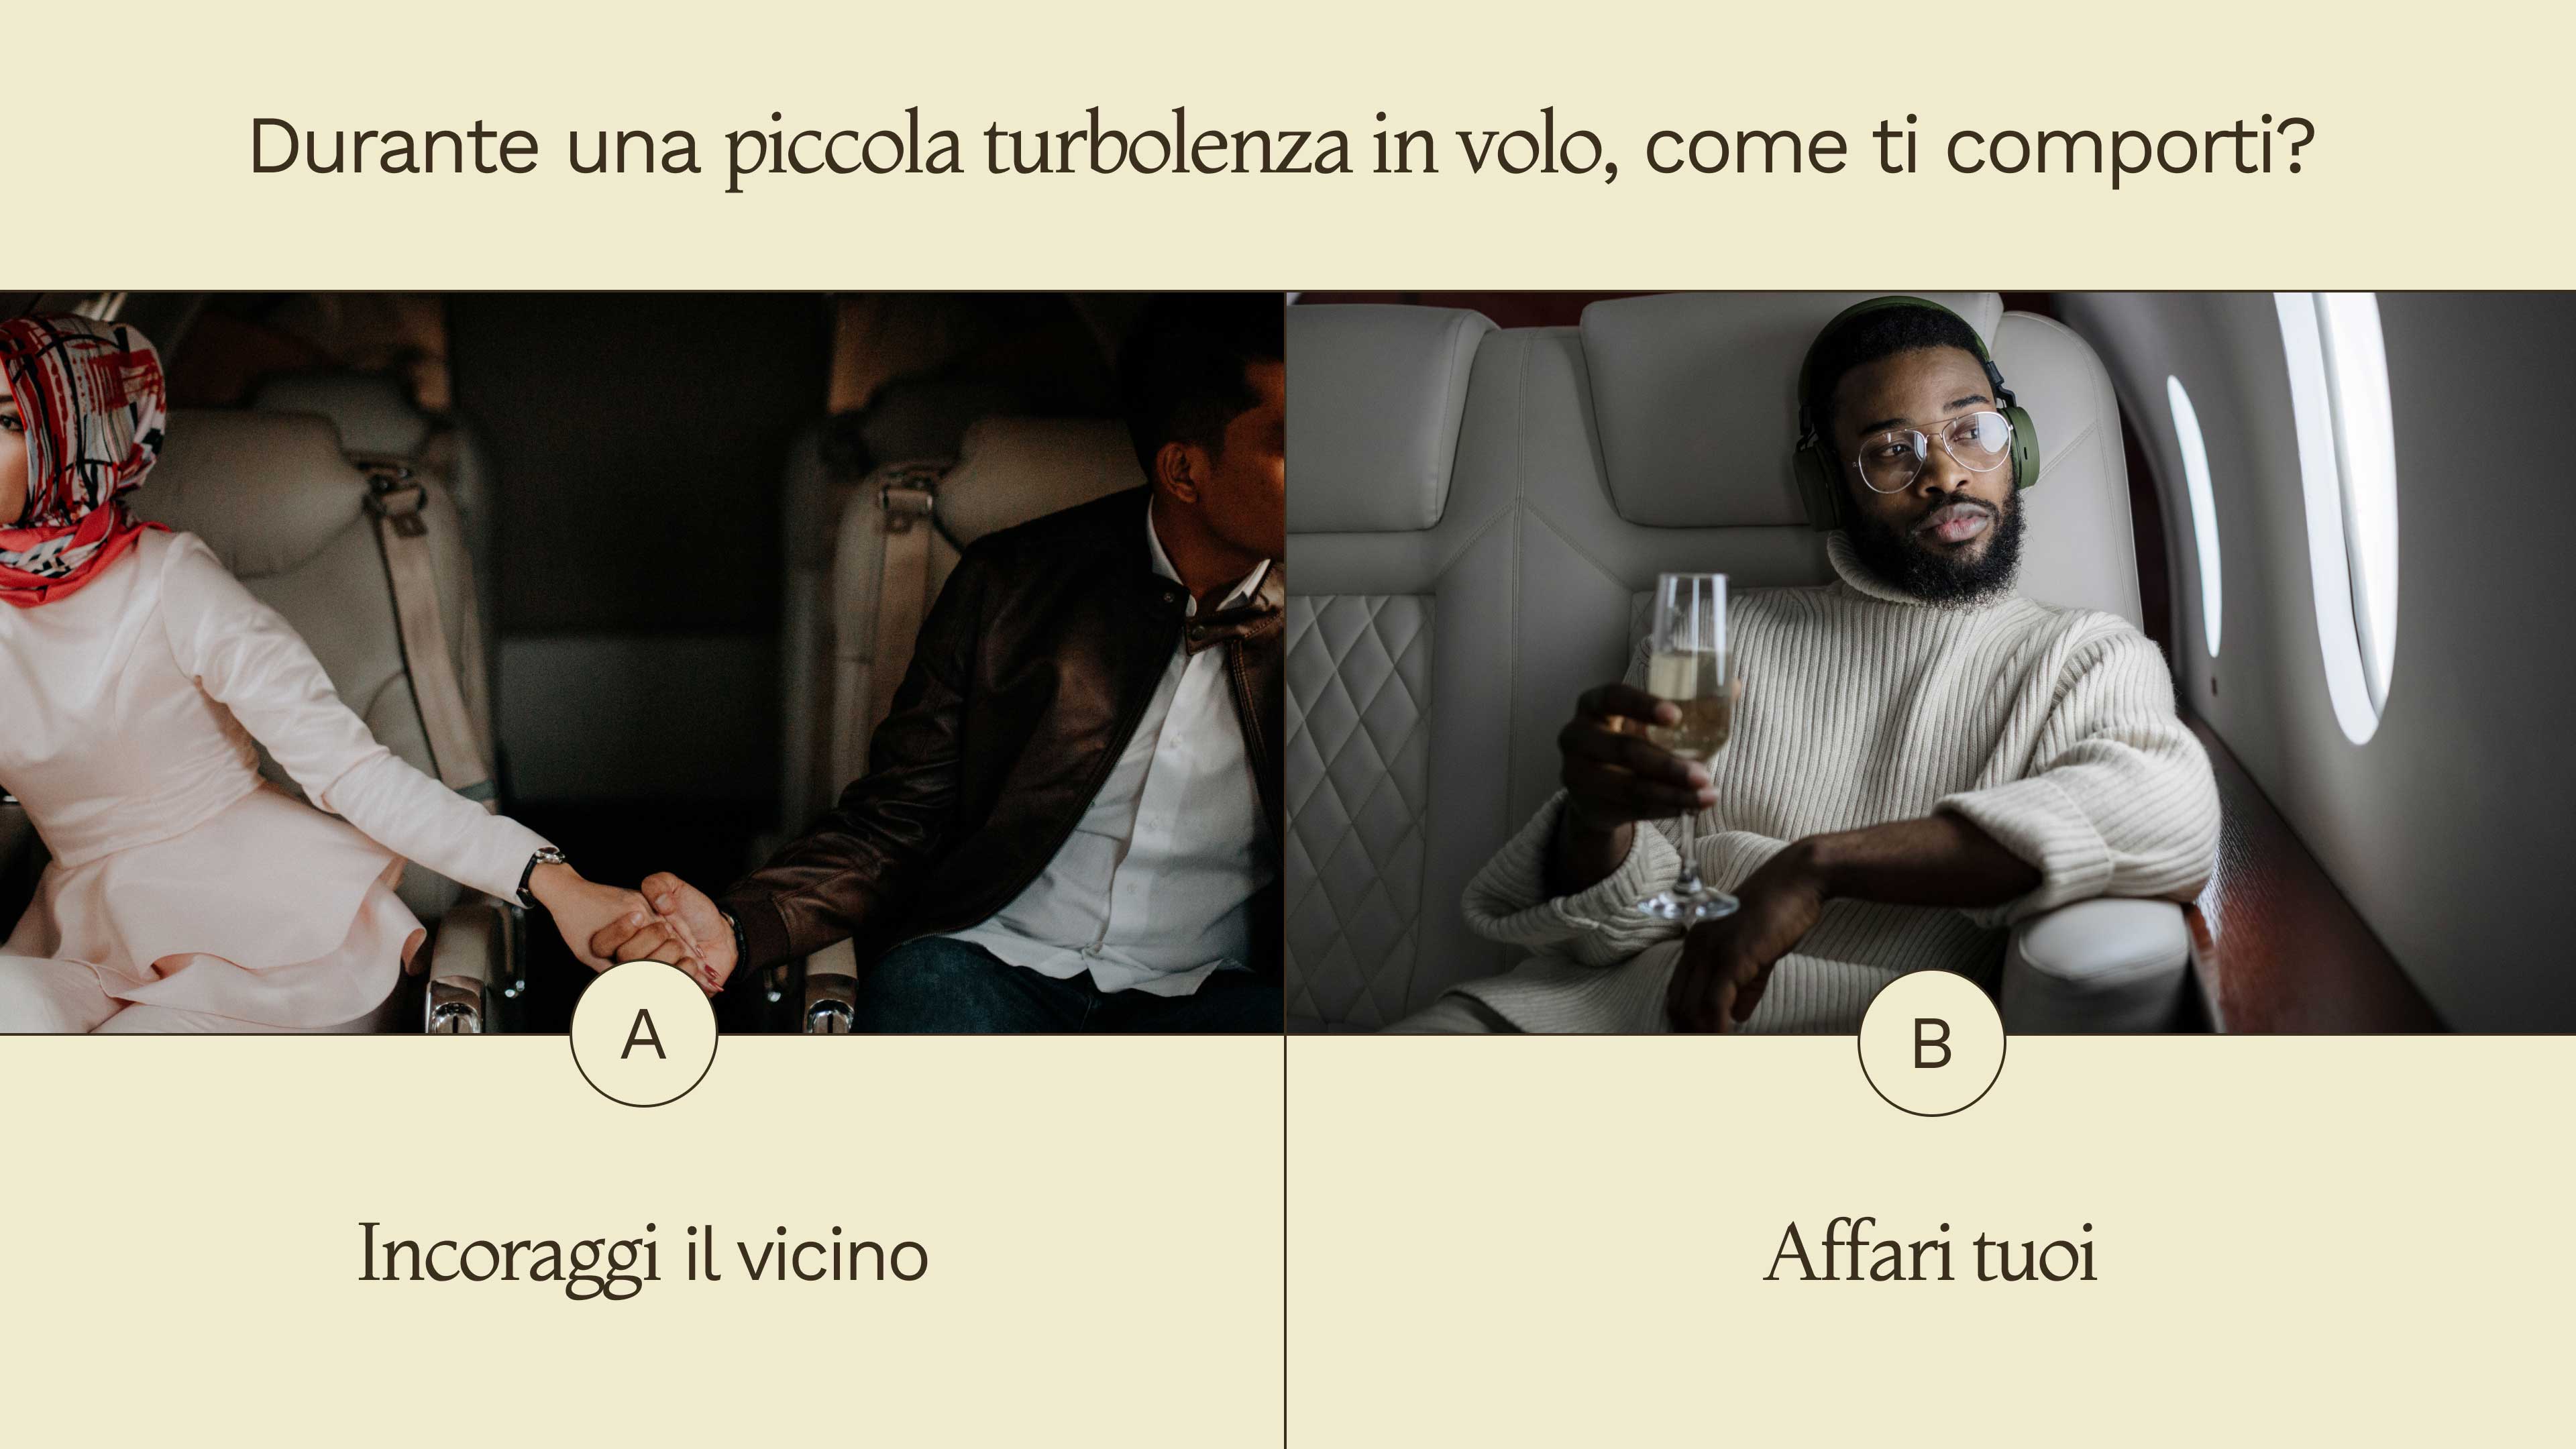 Durante una piccola turbolenza in volo, come ti comporti?
A
B
Incoraggi il vicino
Affari tuoi